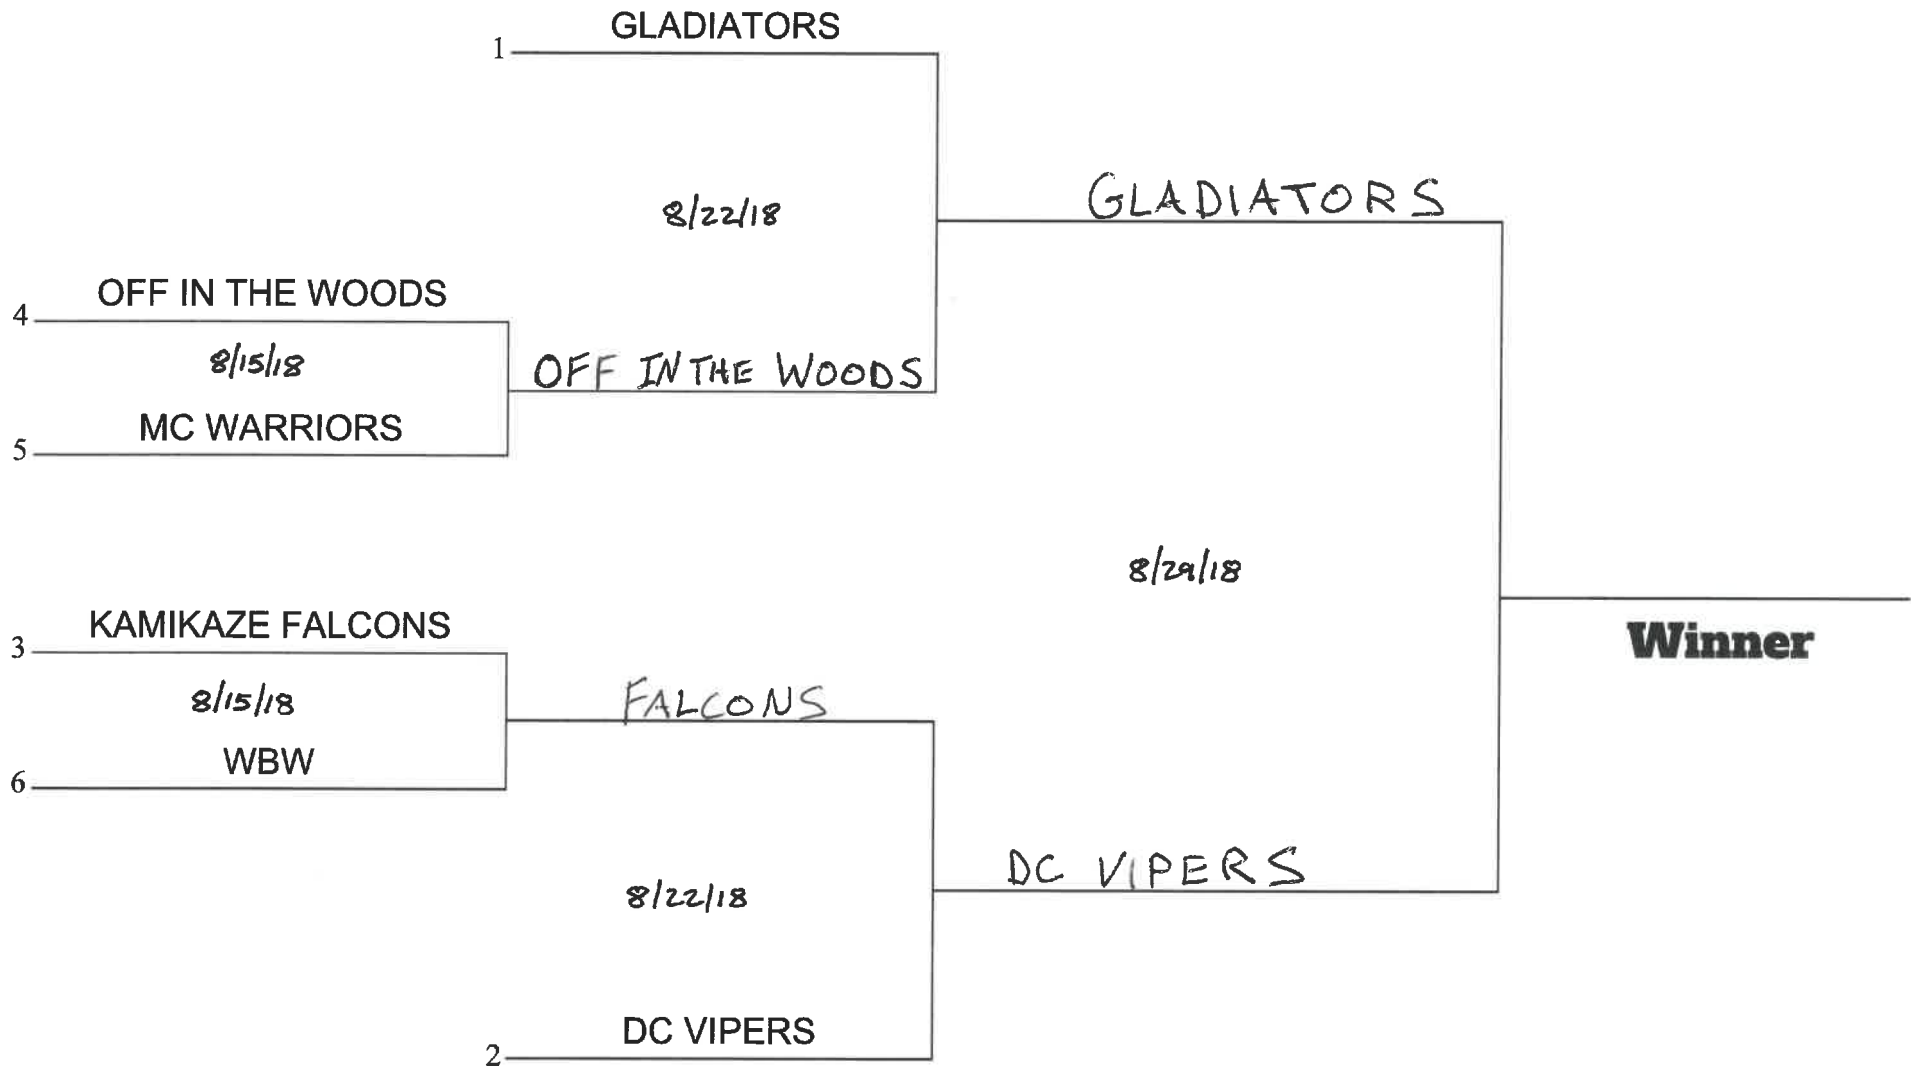 GLADIATORS
1
GLADIATORS
8/22/18
OFF IN THE WOODS
4
8/15/18
OFF IN THE WOODS
MC WARRIORS
5
8/29/18
KAMIKAZE FALCONS
3
Winner
8/15/18
FALCONS
WBW
6
DC VIPERS
8/22/18
DC VIPERS
2